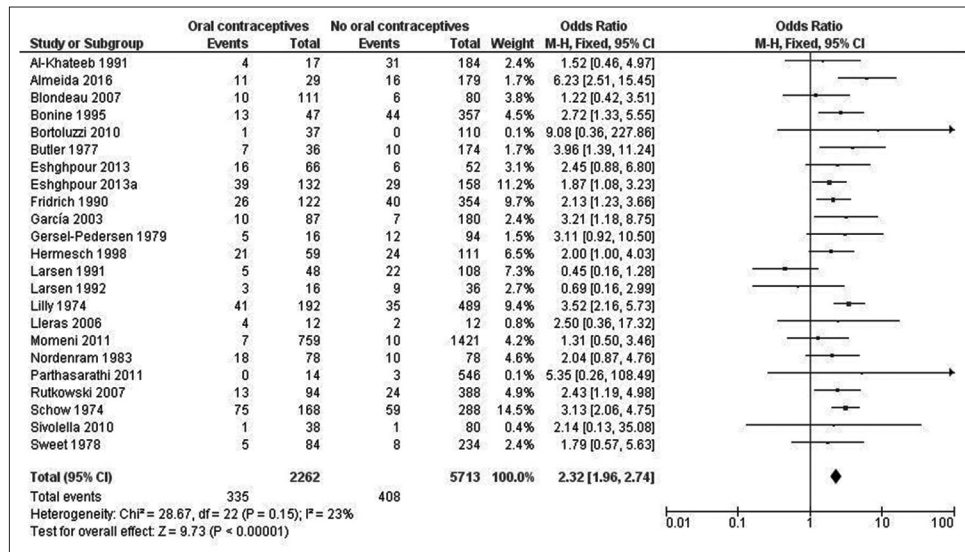 Oral contraceptives No oral contraceptives Odds Ratio Odds Ratio
Study or Subgroup Events Total Events Total Weight M-H, Fixed, 95% CI M-H, Fixed, 95% CI
Al-Khateeb 1991 4 17 31 184 2.4% 1.52 [0.46, 4.97]
Almeida 2016 11 29 16 179 1.7% 6.23 [2.51, 15.45]
Blondeau 2007 10 111 6 80 3.8% 1.22 [0.42, 3.51]
Bonine 1995 13 47 44 357 4.5% 2.72 [1.33, 5.55]
Bortoluzzi 2010 1 37 0 110 0.1% 9.08 [0.36, 227.86]
Butler 1977 7 36 10 174 1.7% 3.96 [1.39, 11.24]
Eshghpour 2013 16 66 6 52 3.1% 2.45 [0.88, 6.80]
Eshghpour 2013a 39 132 29 158 11.2% 1.87 [1.08, 3.23]
Fridrich 1990 26 122 40 354 9.7% 2.13 [1.23, 3.66]
García 2003 10 87 7 180 2.4% 3.21 [1.18, 8.75]
Gersel-Pedersen 1979 5 16 12 94 1.5% 3.11 [0.92, 10.50]
Hermesch 1998 21 59 24 111 6.5% 2.00 [1.00, 4.03]
Larsen 1991 5 48 22 108 7.3% 0.45 [0.16, 1.28]
Larsen 1992 3 16 9 36 2.4% 0.69 [0.16, 2.99]
Lilly 1974 41 192 35 489 9.4% 3.52 [2.16, 5.73]
Lleras 2006 4 12 2 12 0.8% 2.50 [0.36, 17.32]
Momeni 2011 7 759 10 1421 4.2% 1.31 [0.50, 3.46]
Nordenram 1983 18 78 10 78 4.6% 2.04 [0.87, 4.76]
Parthasarathi 2011 0 14 3 546 0.1% 5.35 [0.26, 108.49]
Rutkowski 2007 13 94 24 388 4.9% 2.43 [1.19, 4.98]
Schow 1974 75 168 59 288 14.5% 3.13 [2.06, 4.75]
Sivolella 2010 1 38 1 80 0.4% 2.14 [0.13, 35.08]
Sweet 1978 5 84 8 234 2.4% 1.79 [0.57, 5.63]
Total (95% CI) 2262 5713 100.0% 2.32 [1.96, 2.74]
Total events 335 408
Heterogeneity: Chi² = 28.67, df = 22 (P = 0.15); I² = 23%
Test for overall effect: Z = 9.73 (P < 0.00001)
0.01 0.1 1 10 100